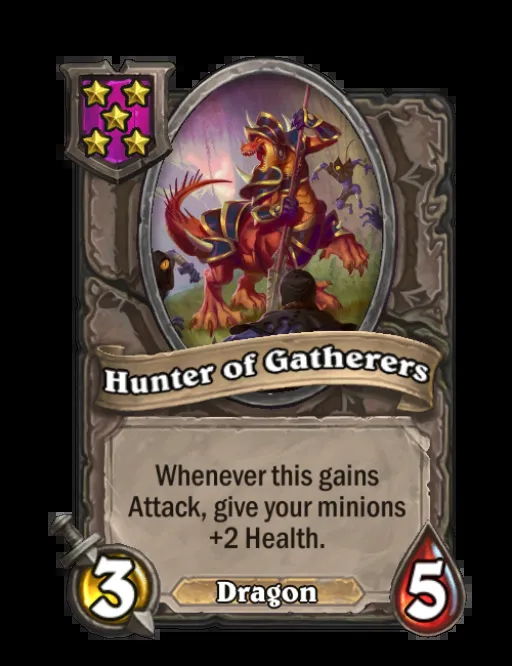 Hunter of Gatherers
Whenever this gains
Attack, give your minions
+2 Health.
3
Dragon
5